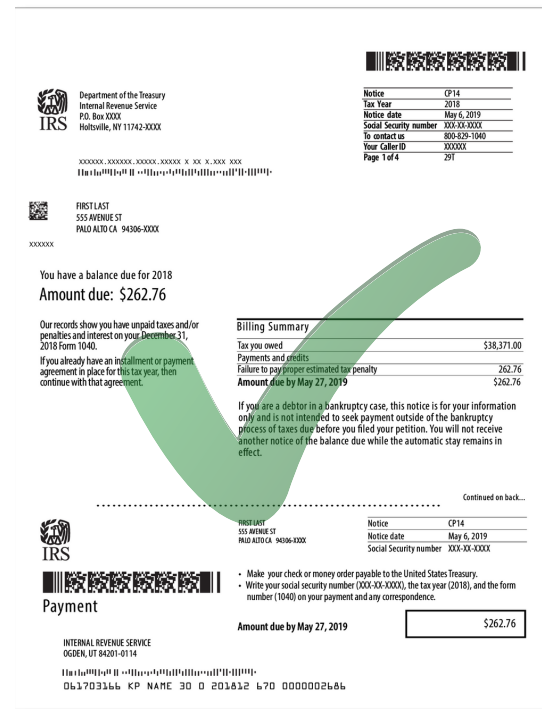 IRS
Department of the Treasury
Internal Revenue Service
P.O. Box XXXX
Holtsville, NY 11742-XXXX
Notice CP14
Tax Year 2018
Notice date May 6, 2019
Social Security number XXX-XX-XXXX
To contact us 800-829-1040
Your Caller ID XXXXXX
Page 1 of 4 29T
XXXXXX.XXXXXX.XXXXX.XXXXX X XX X.XXX XXX
FIRST LAST
555 AVENUE ST
PALO ALTO CA 94306-XXXX
XXXXXX
You have a balance due for 2018
Amount due: $262.76
Our records show you have unpaid taxes and/or
penalties and interest on your December 31,
2018 Form 1040.
If you already have an installment or payment
agreement in place for this tax year, then
continue with that agreement.
Billing Summary
Tax you owed $38,371.00
Payments and credits
Failure to pay proper estimated tax penalty 262.76
Amount due by May 27, 2019 $262.76
If you are a debtor in a bankruptcy case, this notice is for your information
only and is not intended to seek payment outside of the bankruptcy
process of taxes due before you filed your petition. You will not receive
another notice of the balance due while the automatic stay remains in
effect.
Continued on back...
IRS
FIRST LAST
555 AVENUE ST
PALO ALTO CA 94306-XXXX
Notice CP14
Notice date May 6, 2019
Social Security number XXX-XX-XXXX
Payment
• Make your check or money order payable to the United States Treasury.
• Write your social security number (XXX-XX-XXXX), the tax year (2018), and the form
number (1040) on your payment and any correspondence.
Amount due by May 27, 2019 $262.76
INTERNAL REVENUE SERVICE
OGDEN, UT 84201-0114
061703166 KP NAME 30 0 201812 670 0000002686